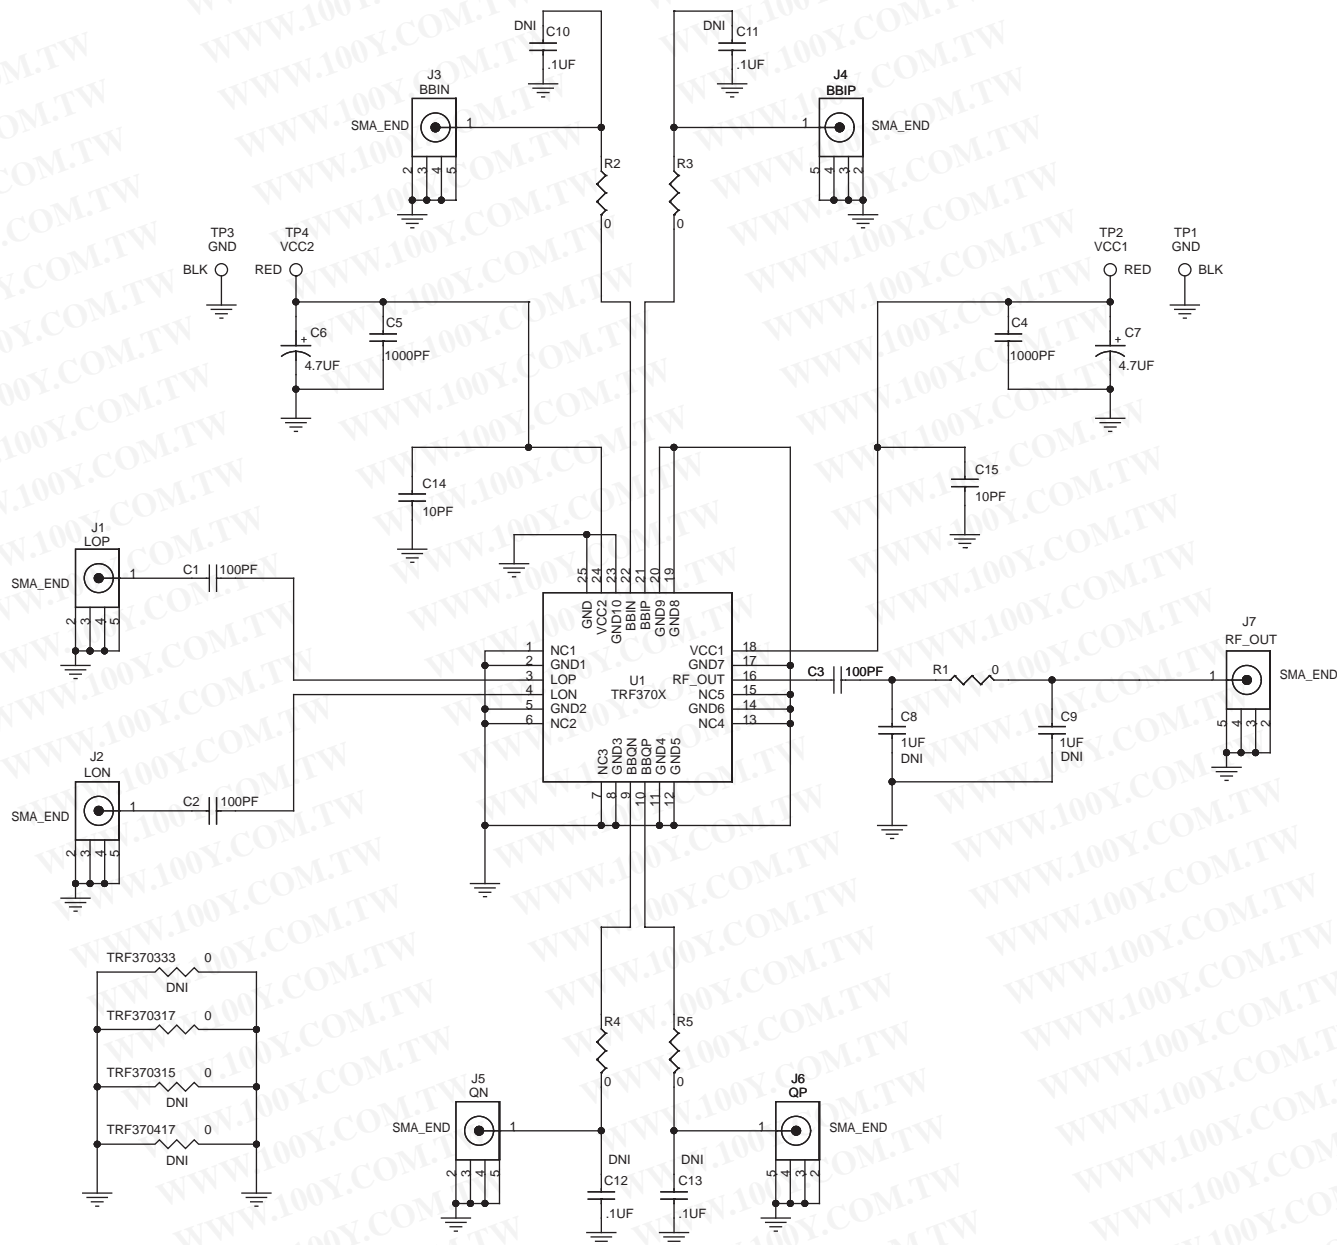 DNI
C10
.1UF
DNI
C11
.1UF
J3
BBIN
SMA_END
1
2
3
4
5
J4
BBIP
SMA_END
1
5
4
3
2
R2
0
R3
0
TP3
GND
BLK
TP4
VCC2
RED
C6
+
4.7UF
C5
1000PF
TP2
VCC1
RED
TP1
GND
BLK
C4
1000PF
C7
+
4.7UF
C14
10PF
C15
10PF
J1
LOP
SMA_END
1
2
3
4
5
C1
100PF
J2
LON
SMA_END
1
2
3
4
5
C2
100PF
25
24
23
22
21
20
19
GND
VCC2
GND10
BBIN
BBIP
GND9
GND8
1
NC1
2
GND1
3
LOP
4
LON
5
GND2
6
NC2
U1
TRF370X
VCC1
18
GND7
17
RF_OUT
16
NC5
15
GND6
14
NC4
13
NC3
GND3
BBQN
BBQP
GND4
GND5
7
8
9
10
11
12
C3
100PF
R1
0
C8
1UF
DNI
C9
1UF
DNI
J7
RF_OUT
1
SMA_END
5
4
3
2
TRF370333
0
DNI
TRF370317
0
TRF370315
0
DNI
TRF370417
0
DNI
R4
0
R5
0
J5
QN
SMA_END
1
2
3
4
5
J6
QP
SMA_END
1
5
4
3
2
DNI
C12
.1UF
DNI
C13
.1UF
WWW.100Y.COM.TW